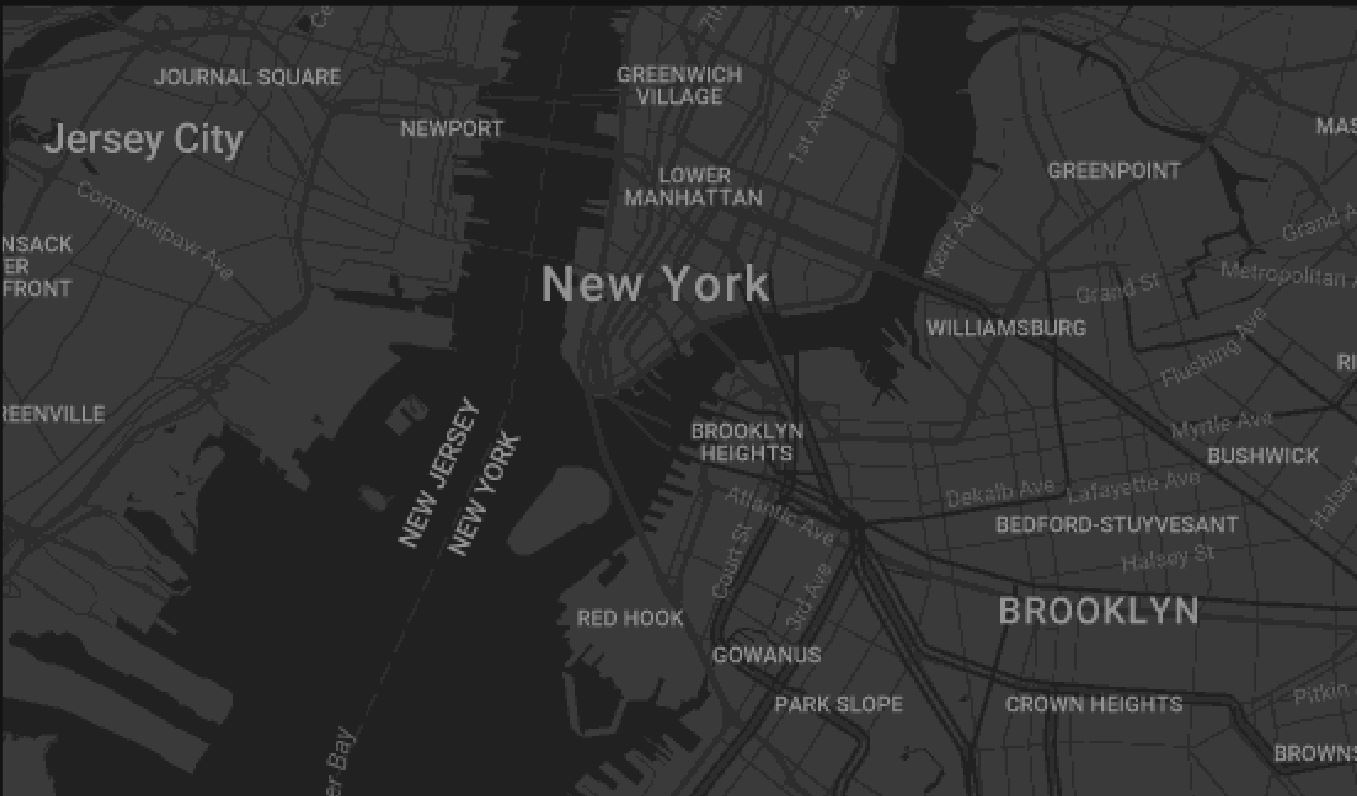 JOURNAL SQUARE
GREENWICH
VILLAGE
Jersey City
NEWPORT
1st Avenue
MAS
GREENPOINT
LOWER
MANHATTAN
Communipaw Ave
Kent Ave
Grand A
NSACK
ER
FRONT
New York
Grand St
Metropolitan A
WILLIAMSBURG
Flushing Ave
RI
REENVILLE
NEW JERSEY
NEW YORK
BROOKLYN
HEIGHTS
Myrtle Ave
BUSHWICK
Atlantic Ave
Dekalb Ave
Lafayette Ave
Halsey
BEDFORD-STUYVESANT
Court St
Halsey St
3rd Ave
RED HOOK
BROOKLYN
GOWANUS
PARK SLOPE
CROWN HEIGHTS
Pitkin
er Bay
BROWNS